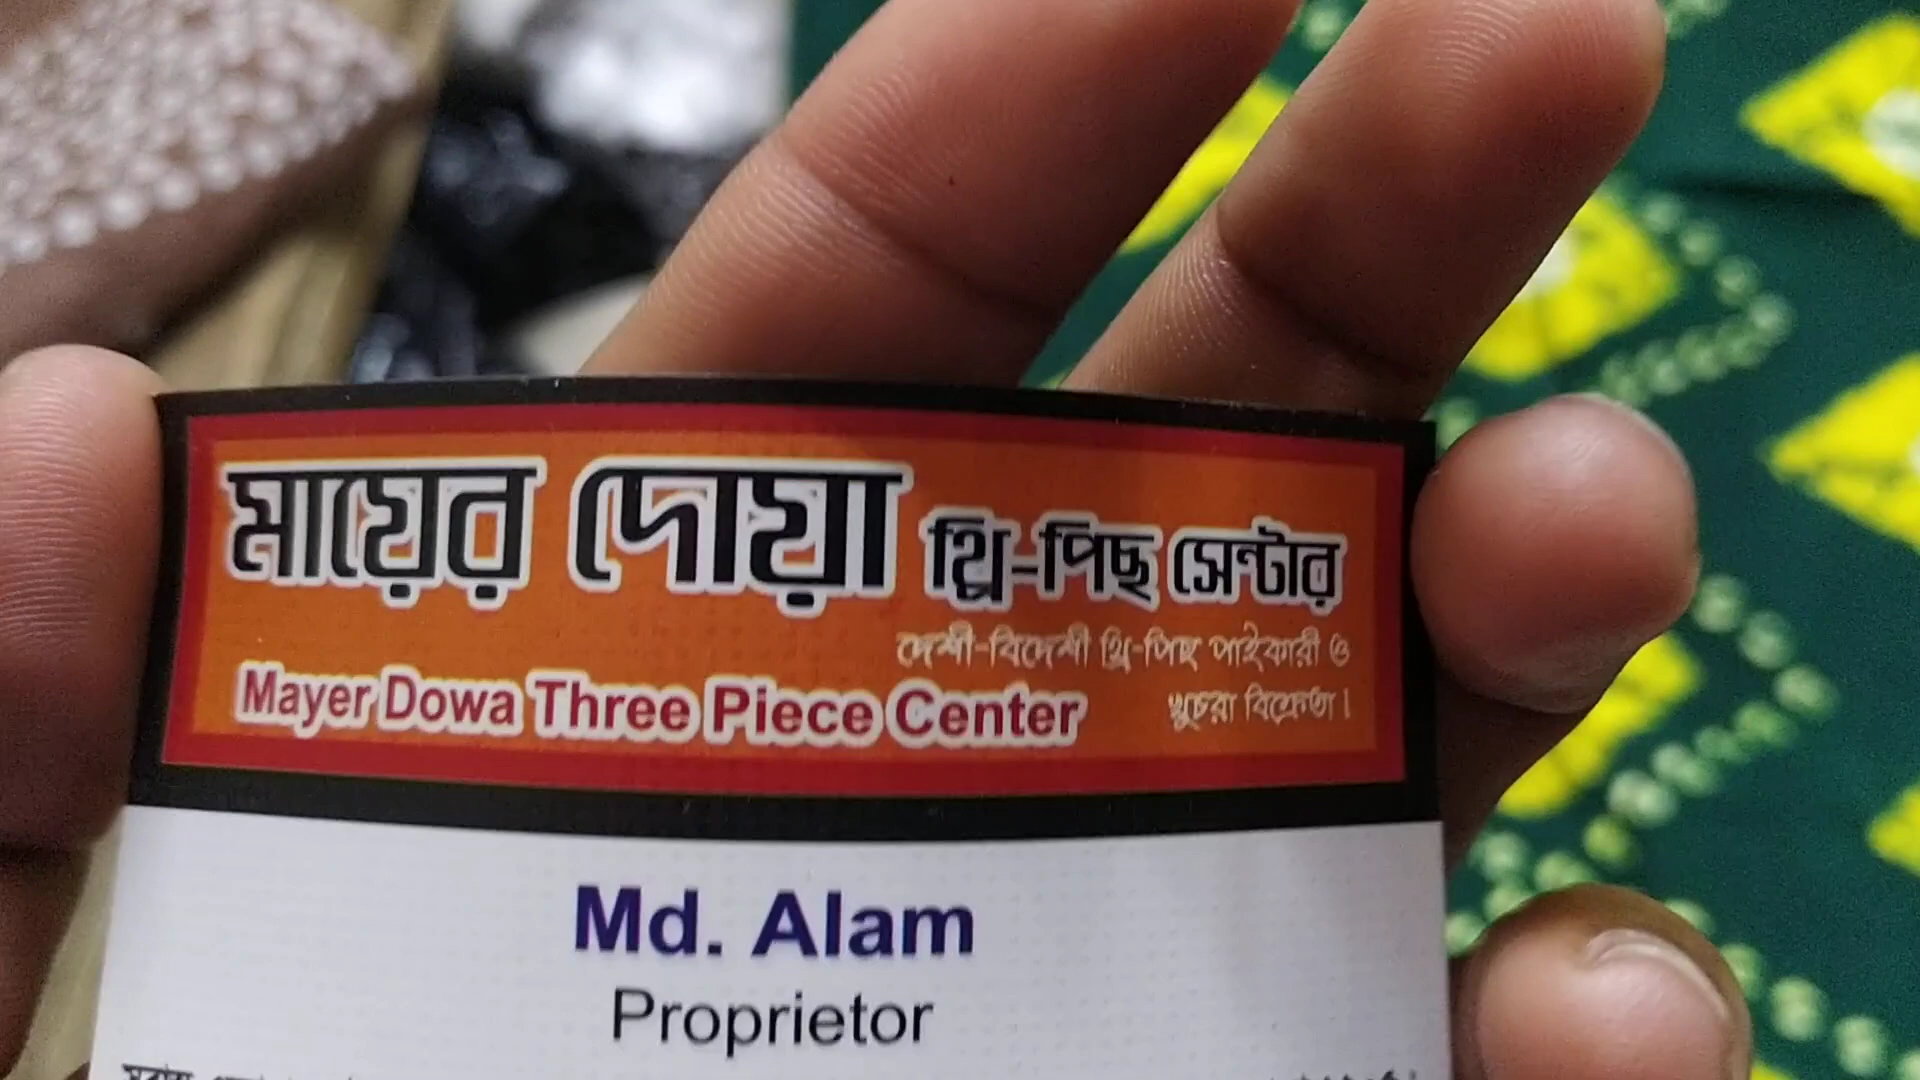 মায়ের দোয়া থ্রি-পিছ সেন্টার
দেশী-বিদেশী থ্রি-পিছ পাইকারী ও
খুচরা বিক্রেতা।
Mayer Dowa Three Piece Center
Md. Alam
Proprietor